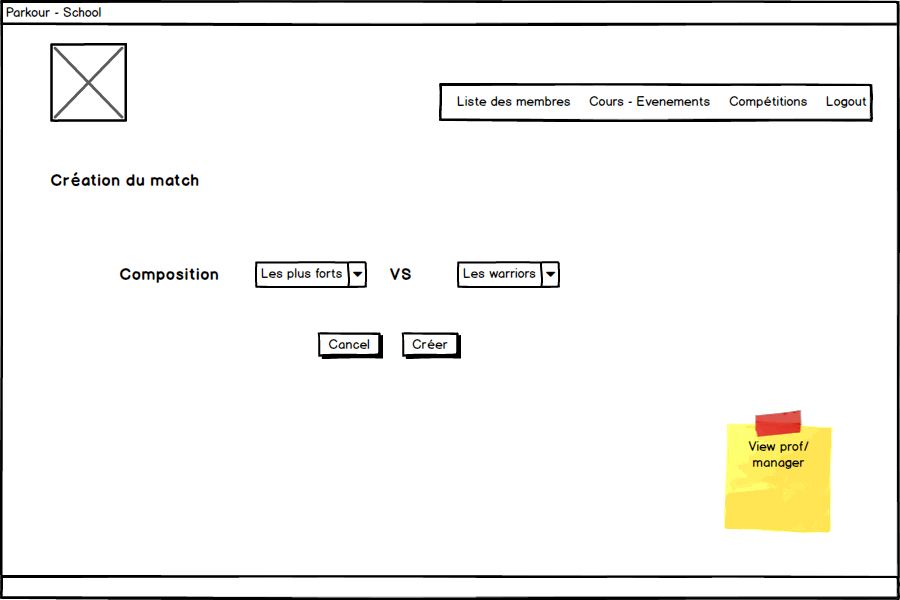 Parkour - School
Liste des membres Cours - Evenements Compétitions Logout
Création du match
Composition Les plus forts VS Les warriors
Cancel Créer
View prof/
manager